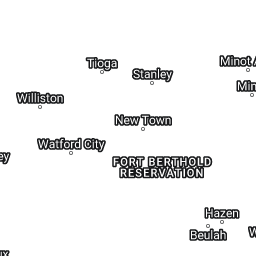 Tioga
Minot A
Stanley
Min
Williston
New Town
Watford City
ey
FORT BERTHOLD
RESERVATION
Hazen
Beulah
W